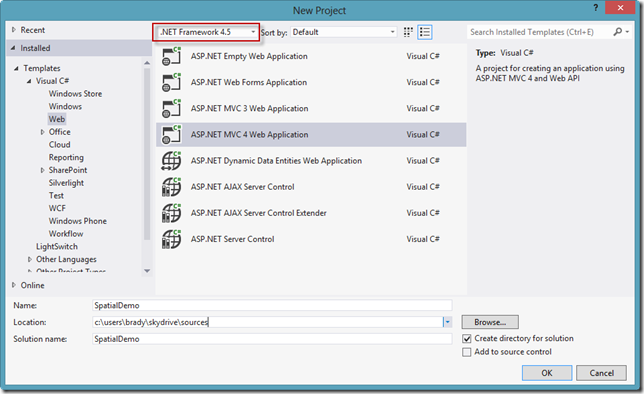 New Project
? x
Recent
.NET Framework 4.5 Sort by: Default
Search Installed Templates (Ctrl+E)
Installed
Templates
Visual C#
Windows Store
Windows
Web
Office
Cloud
Reporting
SharePoint
Silverlight
Test
WCF
Windows Phone
Workflow
LightSwitch
Other Languages
Other Project Types
Online
ASP.NET Empty Web Application Visual C#
ASP.NET Web Forms Application Visual C#
ASP.NET MVC 3 Web Application Visual C#
ASP.NET MVC 4 Web Application Visual C#
ASP.NET Dynamic Data Entities Web Application Visual C#
ASP.NET AJAX Server Control Visual C#
ASP.NET AJAX Server Control Extender Visual C#
ASP.NET Server Control Visual C#
Type: Visual C#
A project for creating an application using
ASP.NET MVC 4 and Web API
Name: SpatialDemo
Location: c:\users\brady\skydrive\sources
Browse...
Solution name: SpatialDemo
Create directory for solution
Add to source control
OK Cancel